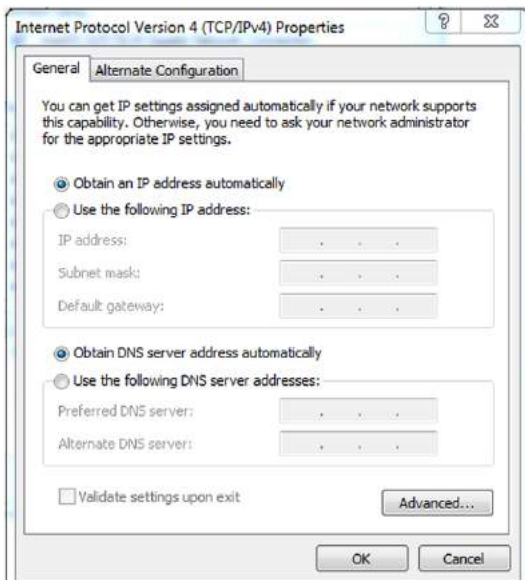 Internet Protocol Version 4 (TCP/IPv4) Properties
General
Alternate Configuration
You can get IP settings assigned automatically if your network supports
this capability. Otherwise, you need to ask your network administrator
for the appropriate IP settings.
Obtain an IP address automatically
Use the following IP address:
IP address:
Subnet mask:
Default gateway:
Obtain DNS server address automatically
Use the following DNS server addresses:
Preferred DNS server:
Alternate DNS server:
Validate settings upon exit
Advanced...
OK
Cancel